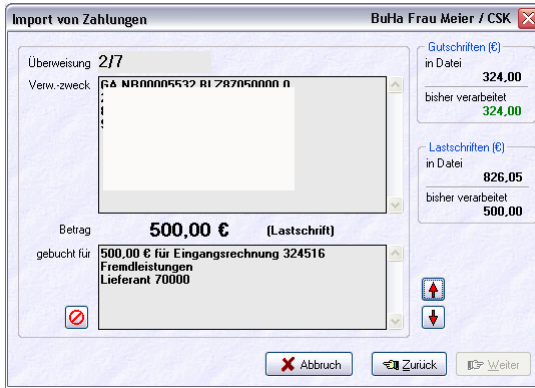 Import von Zahlungen
BuHa Frau Meier / CSK
Überweisung 2/7
Verw.-zweck
GA NR00005532 BLZ87050000 0
Betrag 500,00 € (Lastschrift)
gebucht für
500,00 € für Eingangsrechnung 324516
Fremdleistungen
Lieferant 70000
Gutschriften (€)
in Datei
324,00
bisher verarbeitet
324,00
Lastschriften (€)
in Datei
826,05
bisher verarbeitet
500,00
Abbruch
Zurück
Weiter